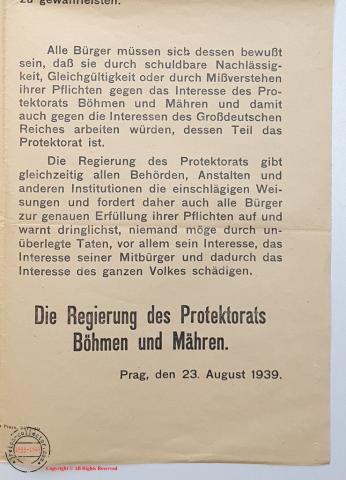 zu gewährleisten.
Alle Bürger müssen sich dessen bewußt
sein, daß sie durch schuldbare Nachlässig-
keit, Gleichgültigkeit oder durch Mißverstehen
ihrer Pflichten gegen das Interesse des Pro-
tektorats Böhmen und Mähren und damit
auch gegen die Interessen des Großdeutschen
Reiches arbeiten würden, dessen Teil das
Protektorat ist.
Die Regierung des Protektorats gibt
gleichzeitig allen Behörden, Anstalten und
anderen Institutionen die einschlägigen Wei-
sungen und fordert daher auch alle Bürger
zur genauen Erfüllung ihrer Pflichten auf und
warnt dringlichst, niemand möge durch un-
überlegte Taten, vor allem sein Interesse, das
Interesse seiner Mitbürger und dadurch das
Interesse des ganzen Volkes schädigen.
Die Regierung des Protektorats
Böhmen und Mähren.
Prag, den 23. August 1939.
Copyright © All Rights Reserved